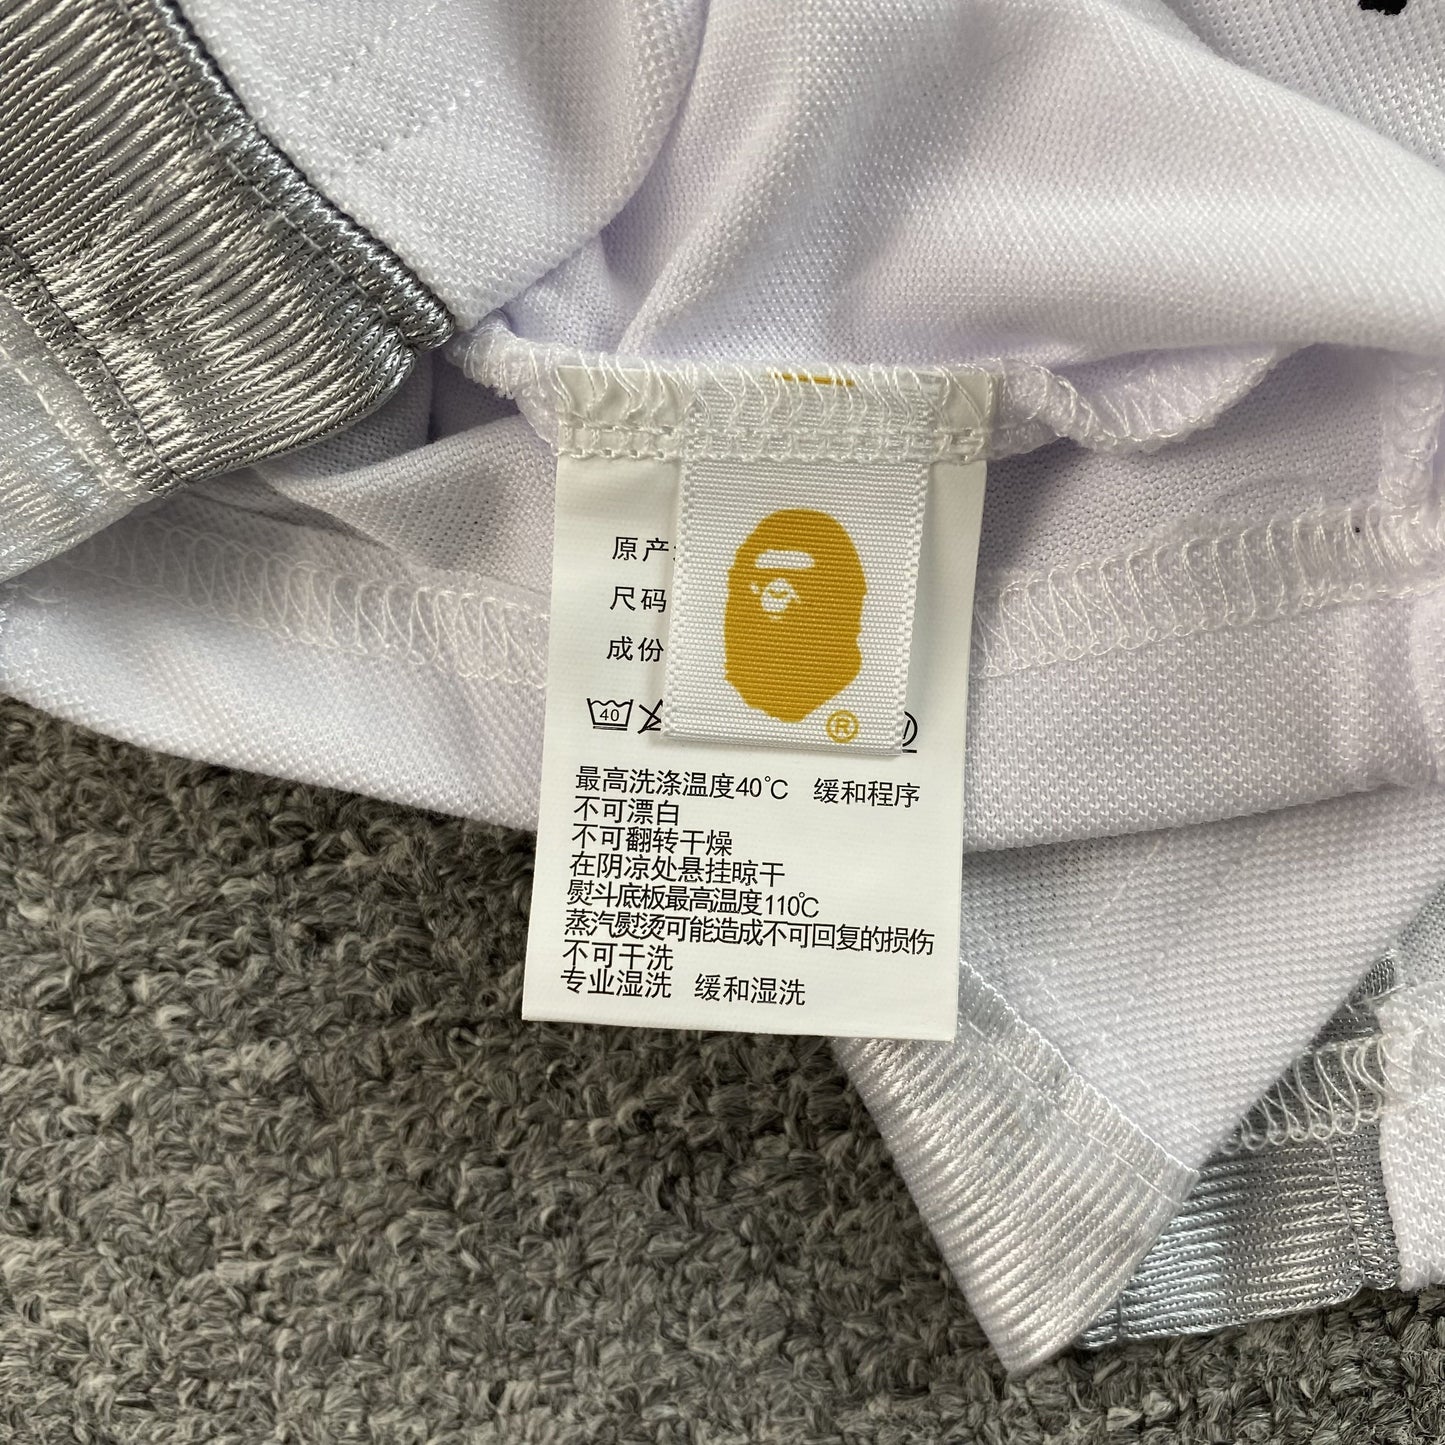 原产
尺码
成份
®
40
最高洗涤温度40℃ 缓和程序
不可漂白
不可翻转干燥
在阴凉处悬挂晾干
熨斗底板最高温度110℃
蒸汽熨烫可能造成不可回复的损伤
不可干洗
专业湿洗 缓和湿洗